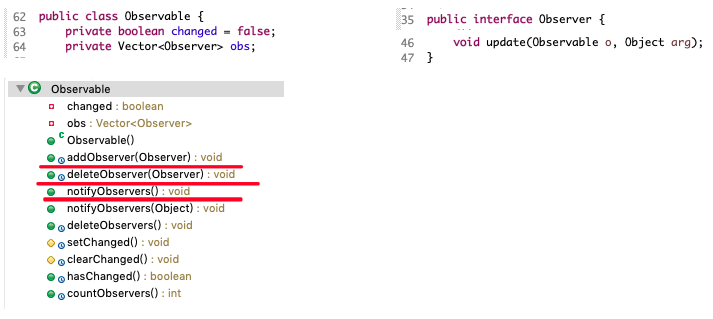 62 public class Observable {
63 private boolean changed = false;
64 private Vector<Observer> obs;
Observable
changed : boolean
obs : Vector<Observer>
C Observable()
addObserver(Observer) : void
deleteObserver(Observer) : void
notifyObservers() : void
notifyObservers(Object) : void
deleteObservers() : void
setChanged() : void
clearChanged() : void
hasChanged() : boolean
countObservers() : int
35 public interface Observer {
46 void update(Observable o, Object arg);
47 }